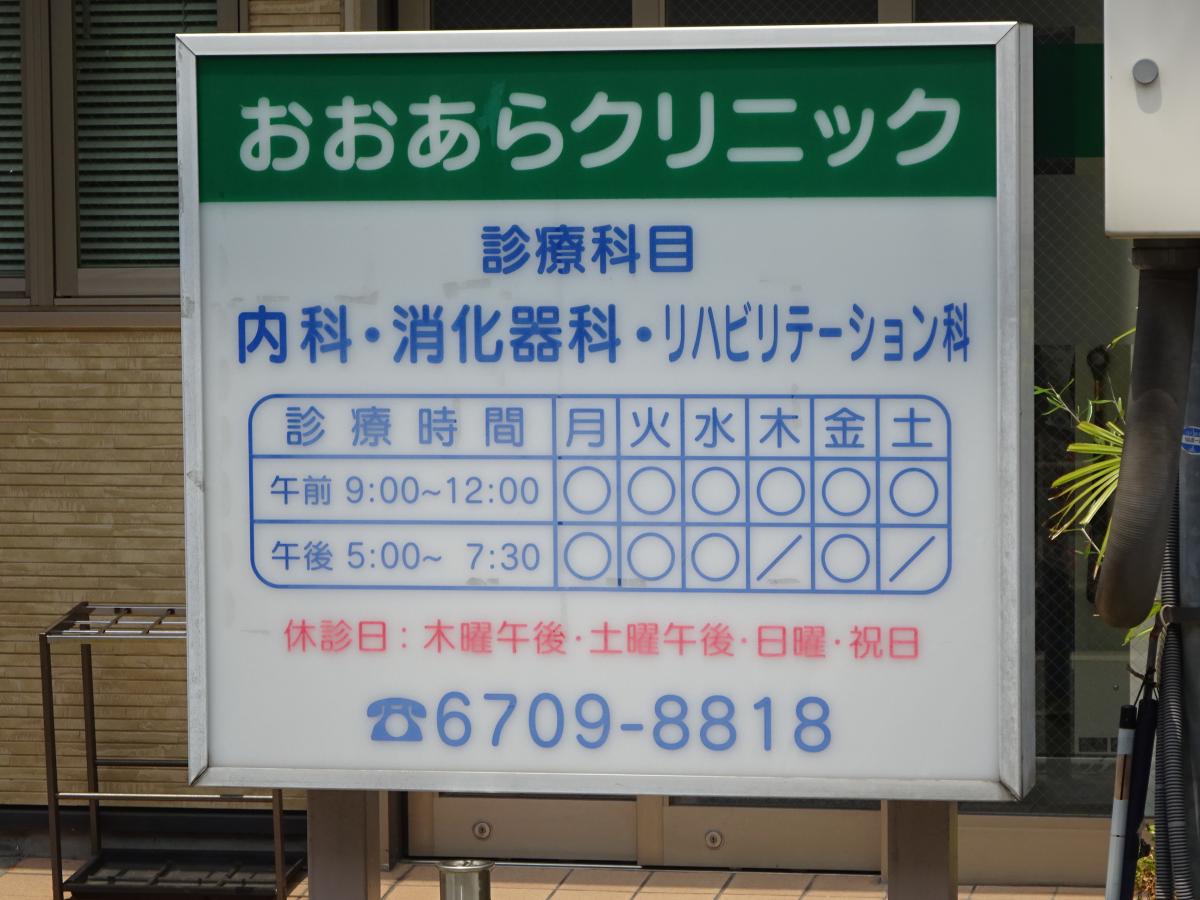 おおあらクリニック
診療科目
内科・消化器科・リハビリテーション科
診療時間 月 火 水 木 金 土
午前 9:00~12:00 ○ ○ ○ ○ ○ ○
午後 5:00~ 7:30 ○ ○ ○ / ○ /
休診日:木曜午後・土曜午後・日曜・祝日
☎6709-8818